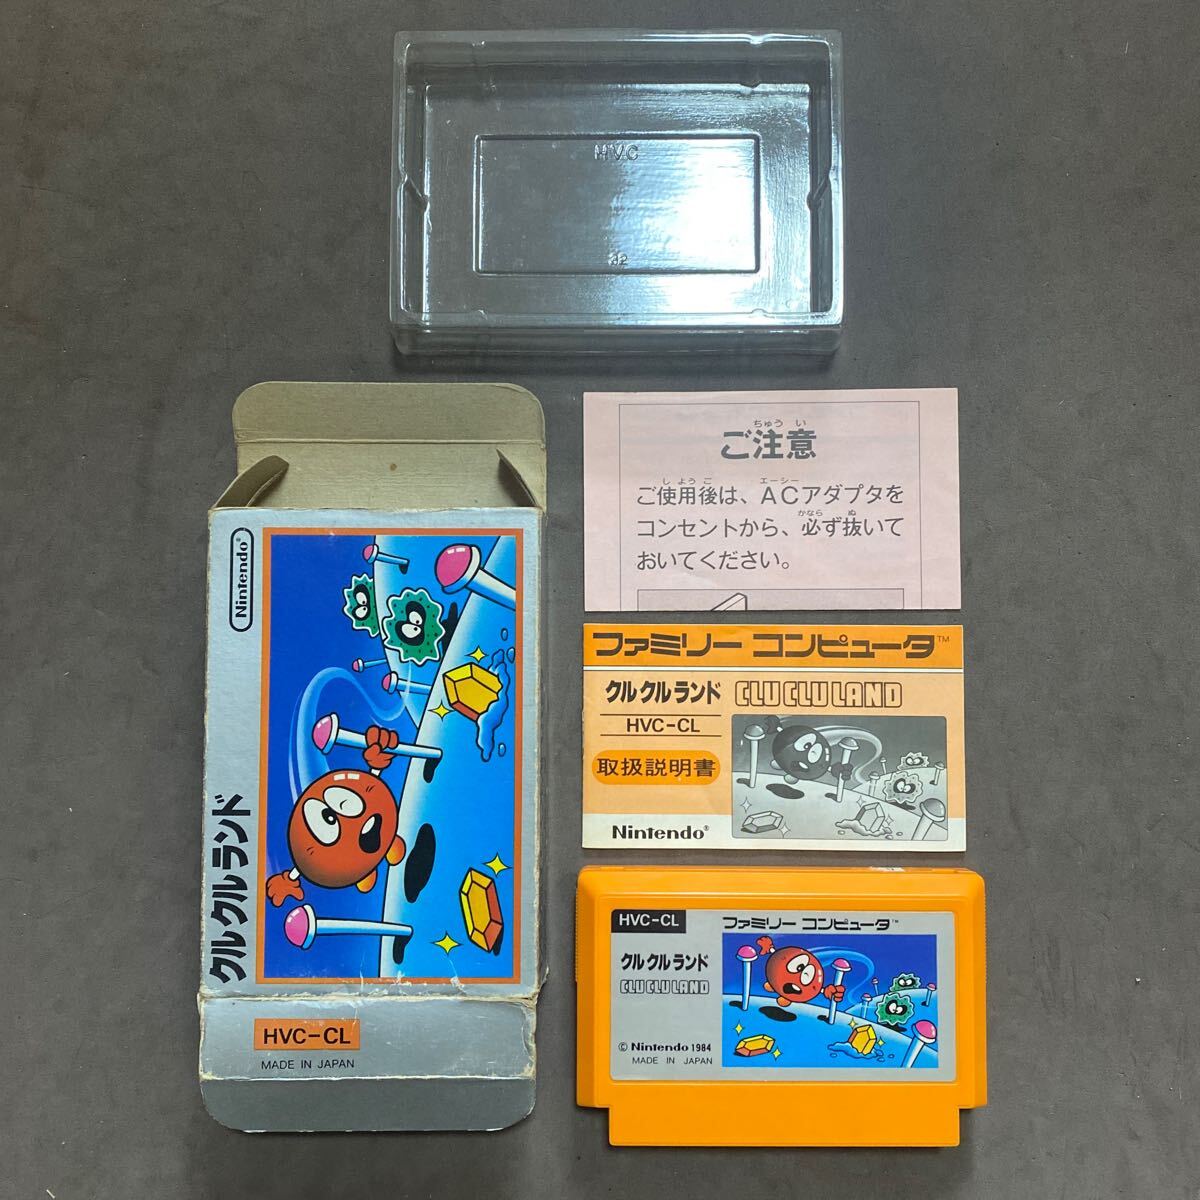 HVC
32
Nintendo®
クルクルランド
HVC-CL
MADE IN JAPAN
ちゅう い
ご注意
しようご エーシー
ご使用後は、ACアダプタを
かなら ぬ
コンセントから、必ず抜いて
おいてください。
ファミリー コンピュータ™
クルクルランド CLU CLU LAND
HVC-CL
取扱説明書
Nintendo®
HVC-CL
ファミリー コンピュータ™
クルクルランド
CLU CLU LAND
© Nintendo 1984
MADE IN JAPAN